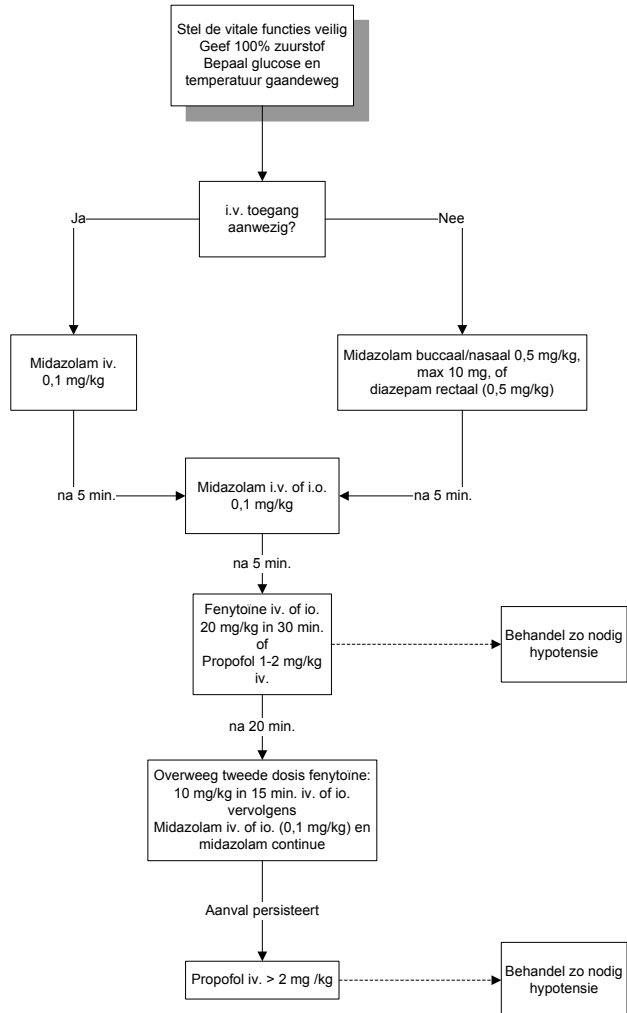 Stel de vitale functies veilig
Geef 100% zuurstof
Bepaal glucose en
temperatuur gaandeweg
i.v. toegang
aanwezig?
Ja
Nee
Midazolam iv.
0,1 mg/kg
Midazolam buccaal/nasaal 0,5 mg/kg,
max 10 mg, of
diazepam rectaal (0,5 mg/kg)
na 5 min.
Midazolam i.v. of i.o.
0,1 mg/kg
na 5 min.
na 5 min.
Fenytoïne iv. of io.
20 mg/kg in 30 min.
of
Propofol 1-2 mg/kg
iv.
Behandel zo nodig
hypotensie
na 20 min.
Overweeg tweede dosis fenytoïne:
10 mg/kg in 15 min. iv. of io.
vervolgens
Midazolam iv. of io. (0,1 mg/kg) en
midazolam continue
Aanval persisteert
Propofol iv. > 2 mg /kg
Behandel zo nodig
hypotensie